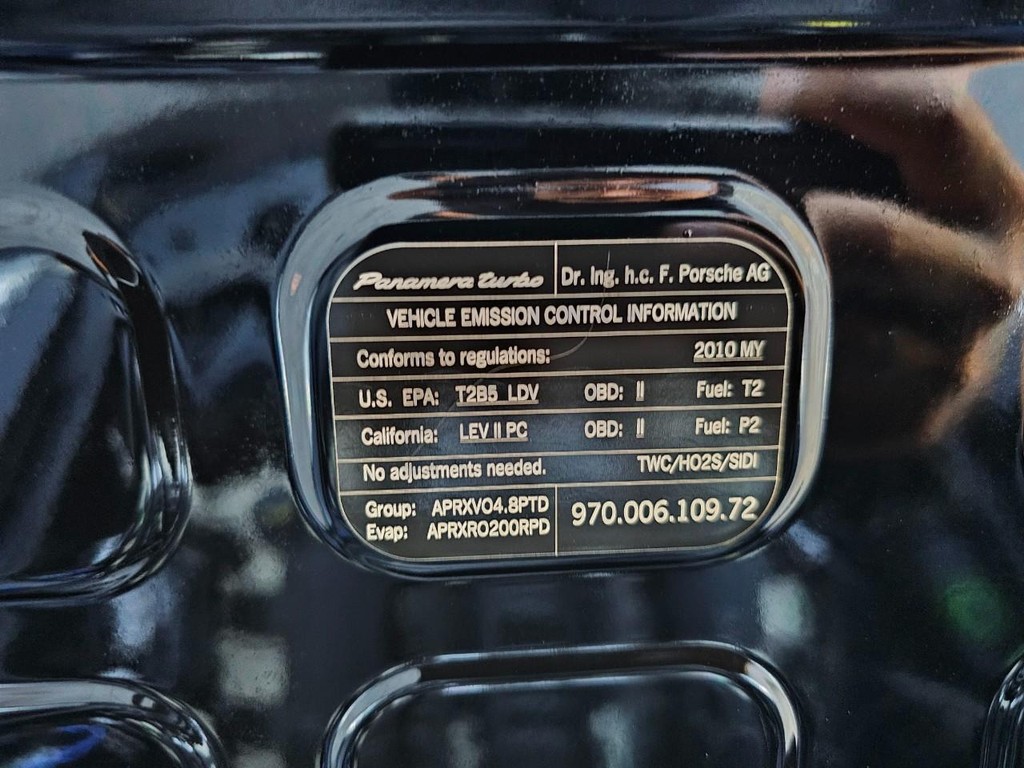 Panamera turbo Dr. Ing. h.c. F. Porsche AG
VEHICLE EMISSION CONTROL INFORMATION
Conforms to regulations: 2010 MY
U.S. EPA: T2B5 LDV OBD: II Fuel: T2
California: LEV II PC OBD: II Fuel: P2
No adjustments needed. TWC/HO2S/SIDI
Group: APRXV04.8PTD
Evap: APRXR0200RPD
970.006.109.72